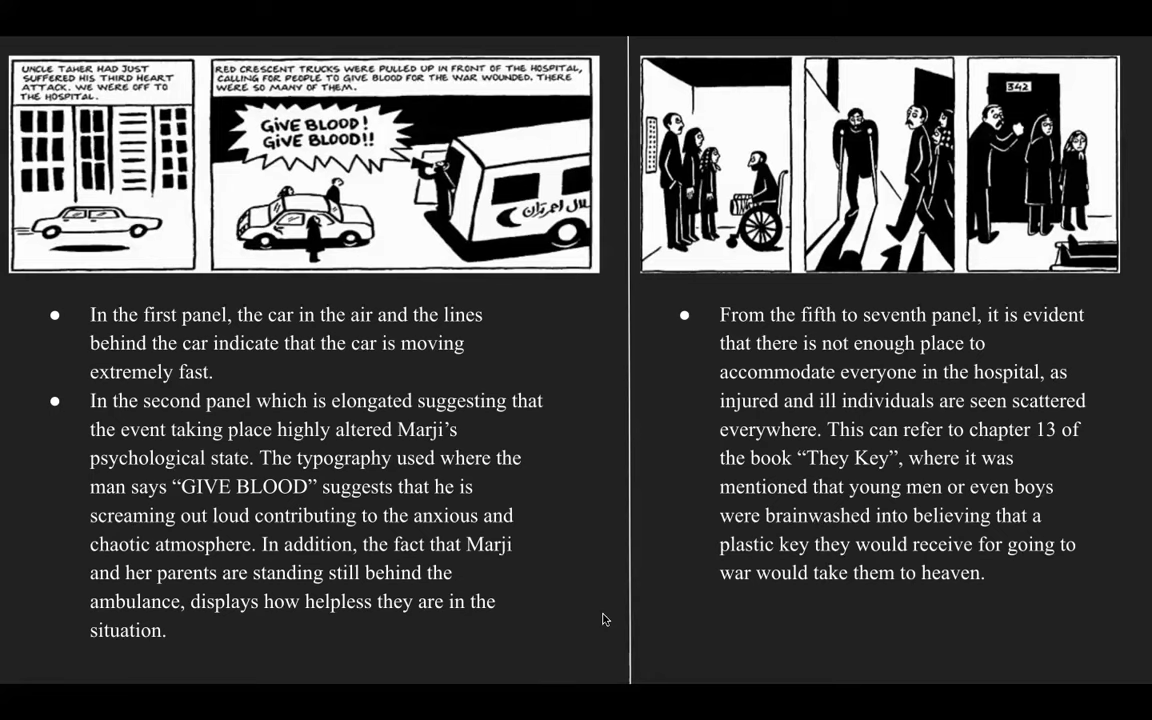 UNCLE TAHER HAD JUST
SUFFERED HIS THIRD HEART
ATTACK. WE WERE OFF TO
THE HOSPITAL.
RED CRESCENT TRUCKS WERE PULLED UP IN FRONT OF THE HOSPITAL,
CALLING FOR PEOPLE TO GIVE BLOOD FOR THE WAR WOUNDED. THERE
WERE SO MANY OF THEM.
GIVE BLOOD!
GIVE BLOOD!!
342
● In the first panel, the car in the air and the lines
behind the car indicate that the car is moving
extremely fast.
● In the second panel which is elongated suggesting that
the event taking place highly altered Marji’s
psychological state. The typography used where the
man says “GIVE BLOOD” suggests that he is
screaming out loud contributing to the anxious and
chaotic atmosphere. In addition, the fact that Marji
and her parents are standing still behind the
ambulance, displays how helpless they are in the
situation.
● From the fifth to seventh panel, it is evident
that there is not enough place to
accommodate everyone in the hospital, as
injured and ill individuals are seen scattered
everywhere. This can refer to chapter 13 of
the book “They Key”, where it was
mentioned that young men or even boys
were brainwashed into believing that a
plastic key they would receive for going to
war would take them to heaven.